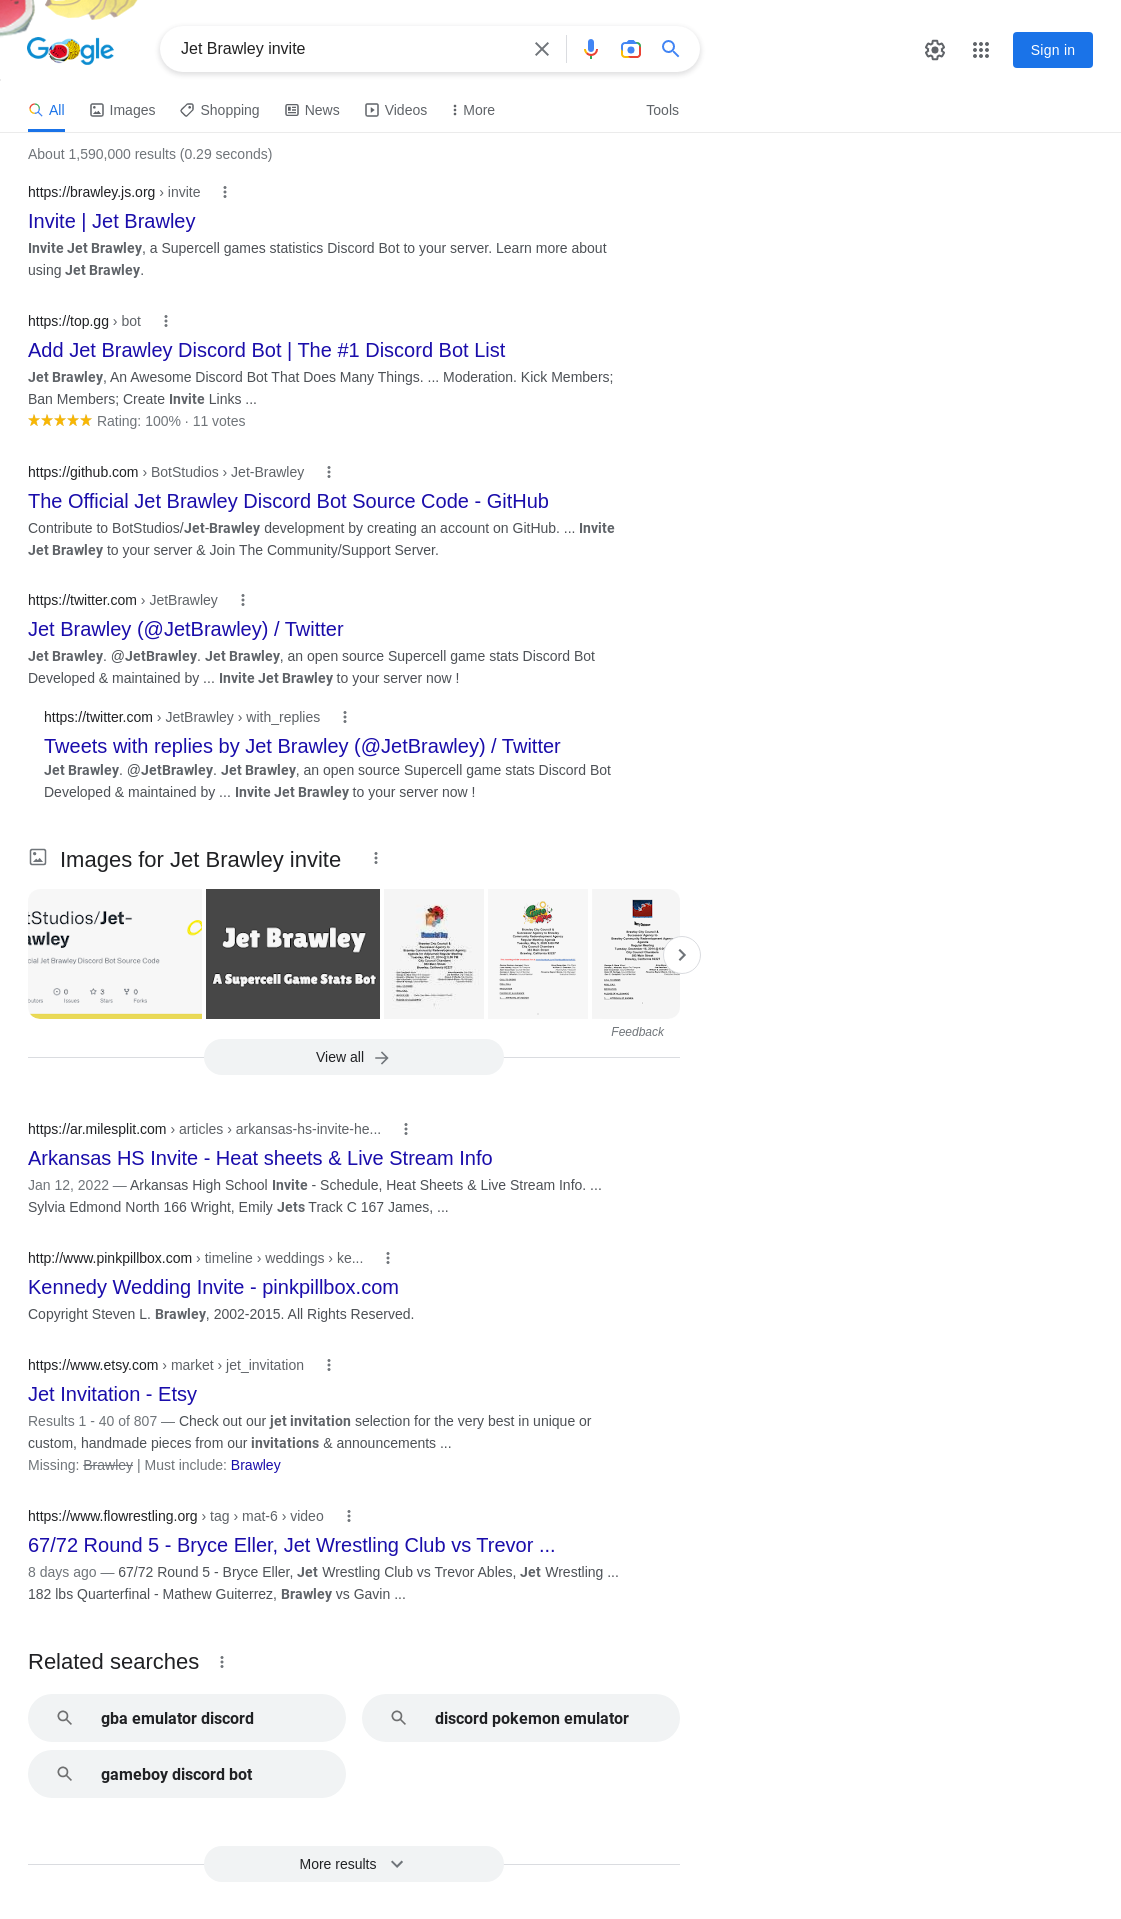 Google
Jet Brawley invite
Sign in
All
Images
Shopping
News
Videos
More
Tools
About 1,590,000 results (0.29 seconds)
https://brawley.js.org › invite
Invite | Jet Brawley
Invite Jet Brawley, a Supercell games statistics Discord Bot to your server. Learn more about
using Jet Brawley.
https://top.gg › bot
Add Jet Brawley Discord Bot | The #1 Discord Bot List
Jet Brawley, An Awesome Discord Bot That Does Many Things. ... Moderation. Kick Members;
Ban Members; Create Invite Links ...
Rating: 100% · 11 votes
https://github.com › BotStudios › Jet-Brawley
The Official Jet Brawley Discord Bot Source Code - GitHub
Contribute to BotStudios/Jet-Brawley development by creating an account on GitHub. ... Invite
Jet Brawley to your server & Join The Community/Support Server.
https://twitter.com › JetBrawley
Jet Brawley (@JetBrawley) / Twitter
Jet Brawley. @JetBrawley. Jet Brawley, an open source Supercell game stats Discord Bot
Developed & maintained by ... Invite Jet Brawley to your server now !
https://twitter.com › JetBrawley › with_replies
Tweets with replies by Jet Brawley (@JetBrawley) / Twitter
Jet Brawley. @JetBrawley. Jet Brawley, an open source Supercell game stats Discord Bot
Developed & maintained by ... Invite Jet Brawley to your server now !
Images for Jet Brawley invite
tStudios/Jet-
awley
cial Jet Brawley Discord Bot Source Code
0
3
0
Issues
Stars
Forks
Jet Brawley
A Supercell Game Stats Bot
Feedback
View all
https://ar.milesplit.com › articles › arkansas-hs-invite-he...
Arkansas HS Invite - Heat sheets & Live Stream Info
Jan 12, 2022 — Arkansas High School Invite - Schedule, Heat Sheets & Live Stream Info. ...
Sylvia Edmond North 166 Wright, Emily Jets Track C 167 James, ...
http://www.pinkpillbox.com › timeline › weddings › ke...
Kennedy Wedding Invite - pinkpillbox.com
Copyright Steven L. Brawley, 2002-2015. All Rights Reserved.
https://www.etsy.com › market › jet_invitation
Jet Invitation - Etsy
Results 1 - 40 of 807 — Check out our jet invitation selection for the very best in unique or
custom, handmade pieces from our invitations & announcements ...
Missing: Brawley | Must include: Brawley
https://www.flowrestling.org › tag › mat-6 › video
67/72 Round 5 - Bryce Eller, Jet Wrestling Club vs Trevor ...
8 days ago — 67/72 Round 5 - Bryce Eller, Jet Wrestling Club vs Trevor Ables, Jet Wrestling ...
182 lbs Quarterfinal - Mathew Guiterrez, Brawley vs Gavin ...
Related searches
gba emulator discord
discord pokemon emulator
gameboy discord bot
More results